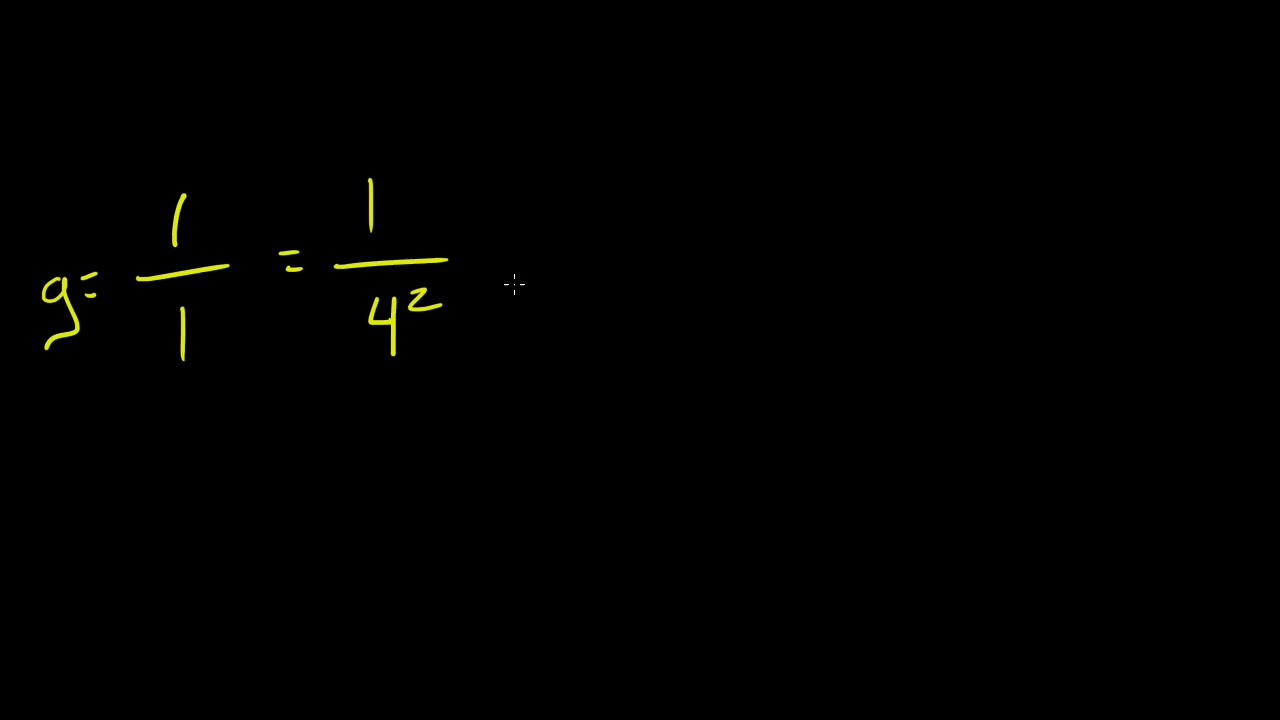 g = 1/1 = 1/4²